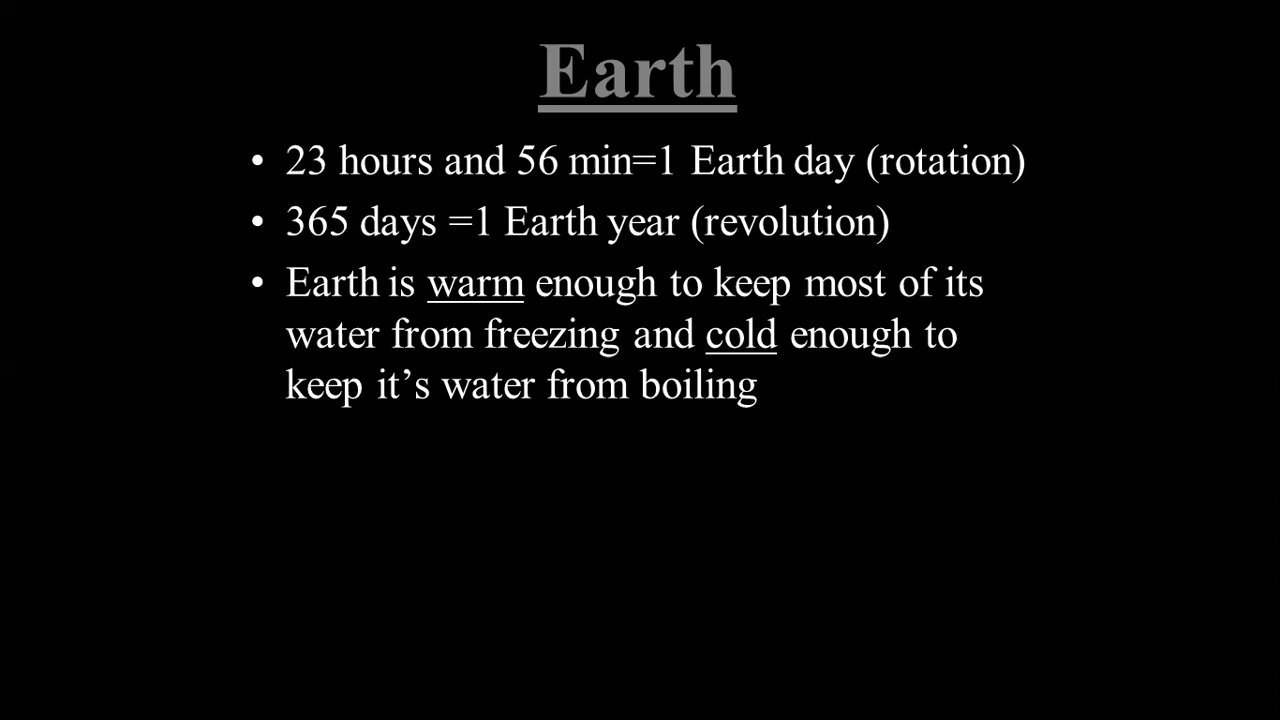 Earth
• 23 hours and 56 min=1 Earth day (rotation)
• 365 days =1 Earth year (revolution)
• Earth is warm enough to keep most of its
water from freezing and cold enough to
keep it’s water from boiling